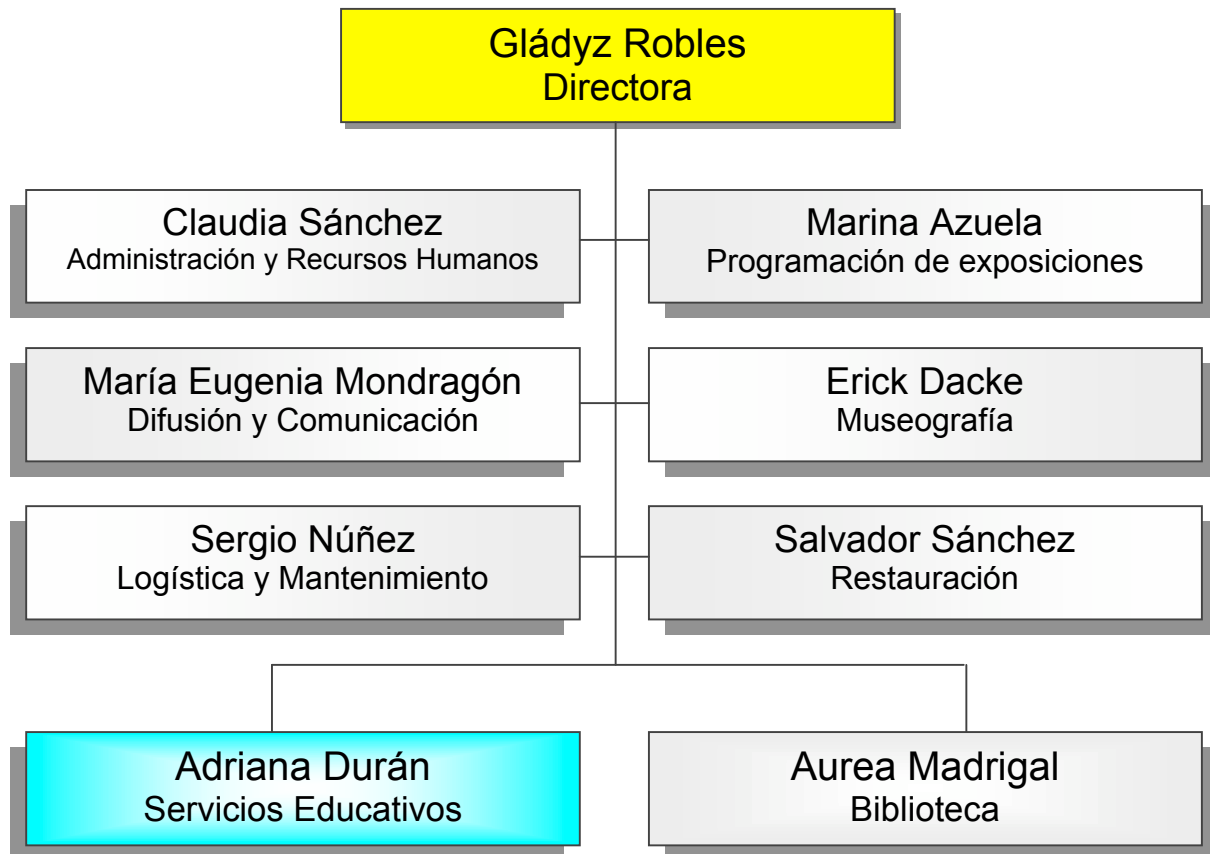 Gládyz Robles
Directora
Claudia Sánchez
Administración y Recursos Humanos
Marina Azuela
Programación de exposiciones
María Eugenia Mondragón
Difusión y Comunicación
Erick Dacke
Museografía
Sergio Núñez
Logística y Mantenimiento
Salvador Sánchez
Restauración
Adriana Durán
Servicios Educativos
Aurea Madrigal
Biblioteca